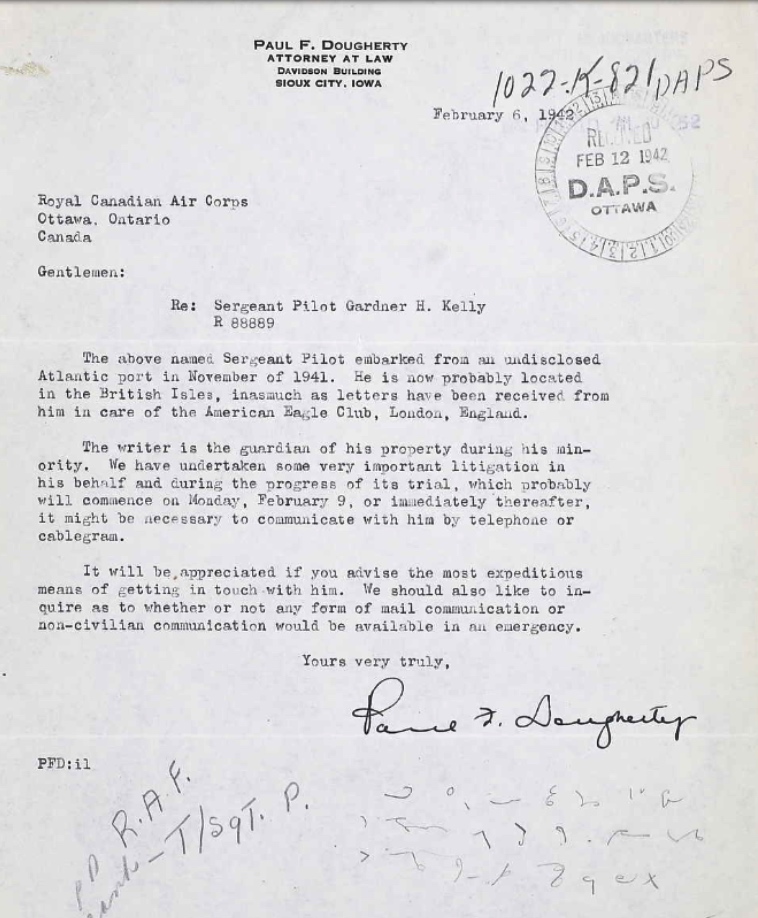 PAUL F. DOUGHERTY
ATTORNEY AT LAW
DAVIDSON BUILDING
SIOUX CITY, IOWA
1022-K-821 DAPS
February 6, 1942
RECEIVED
FEB 12 1942
D.A.P.S.
OTTAWA
Royal Canadian Air Corps
Ottawa, Ontario
Canada
Gentlemen:
Re: Sergeant Pilot Gardner H. Kelly
R 88889
The above named Sergeant Pilot embarked from an undisclosed
Atlantic port in November of 1941. He is now probably located
in the British Isles, inasmuch as letters have been received from
him in care of the American Eagle Club, London, England.
The writer is the guardian of his property during his min-
ority. We have undertaken some very important litigation in
his behalf and during the progress of its trial, which probably
will commence on Monday, February 9, or immediately thereafter,
it might be necessary to communicate with him by telephone or
cablegram.
It will be appreciated if you advise the most expeditious
means of getting in touch with him. We should also like to in-
quire as to whether or not any form of mail communication or
non-civilian communication would be available in an emergency.
Yours very truly,
Paul F. Dougherty
PFD:il
R.A.F.
T/Sgt. P.